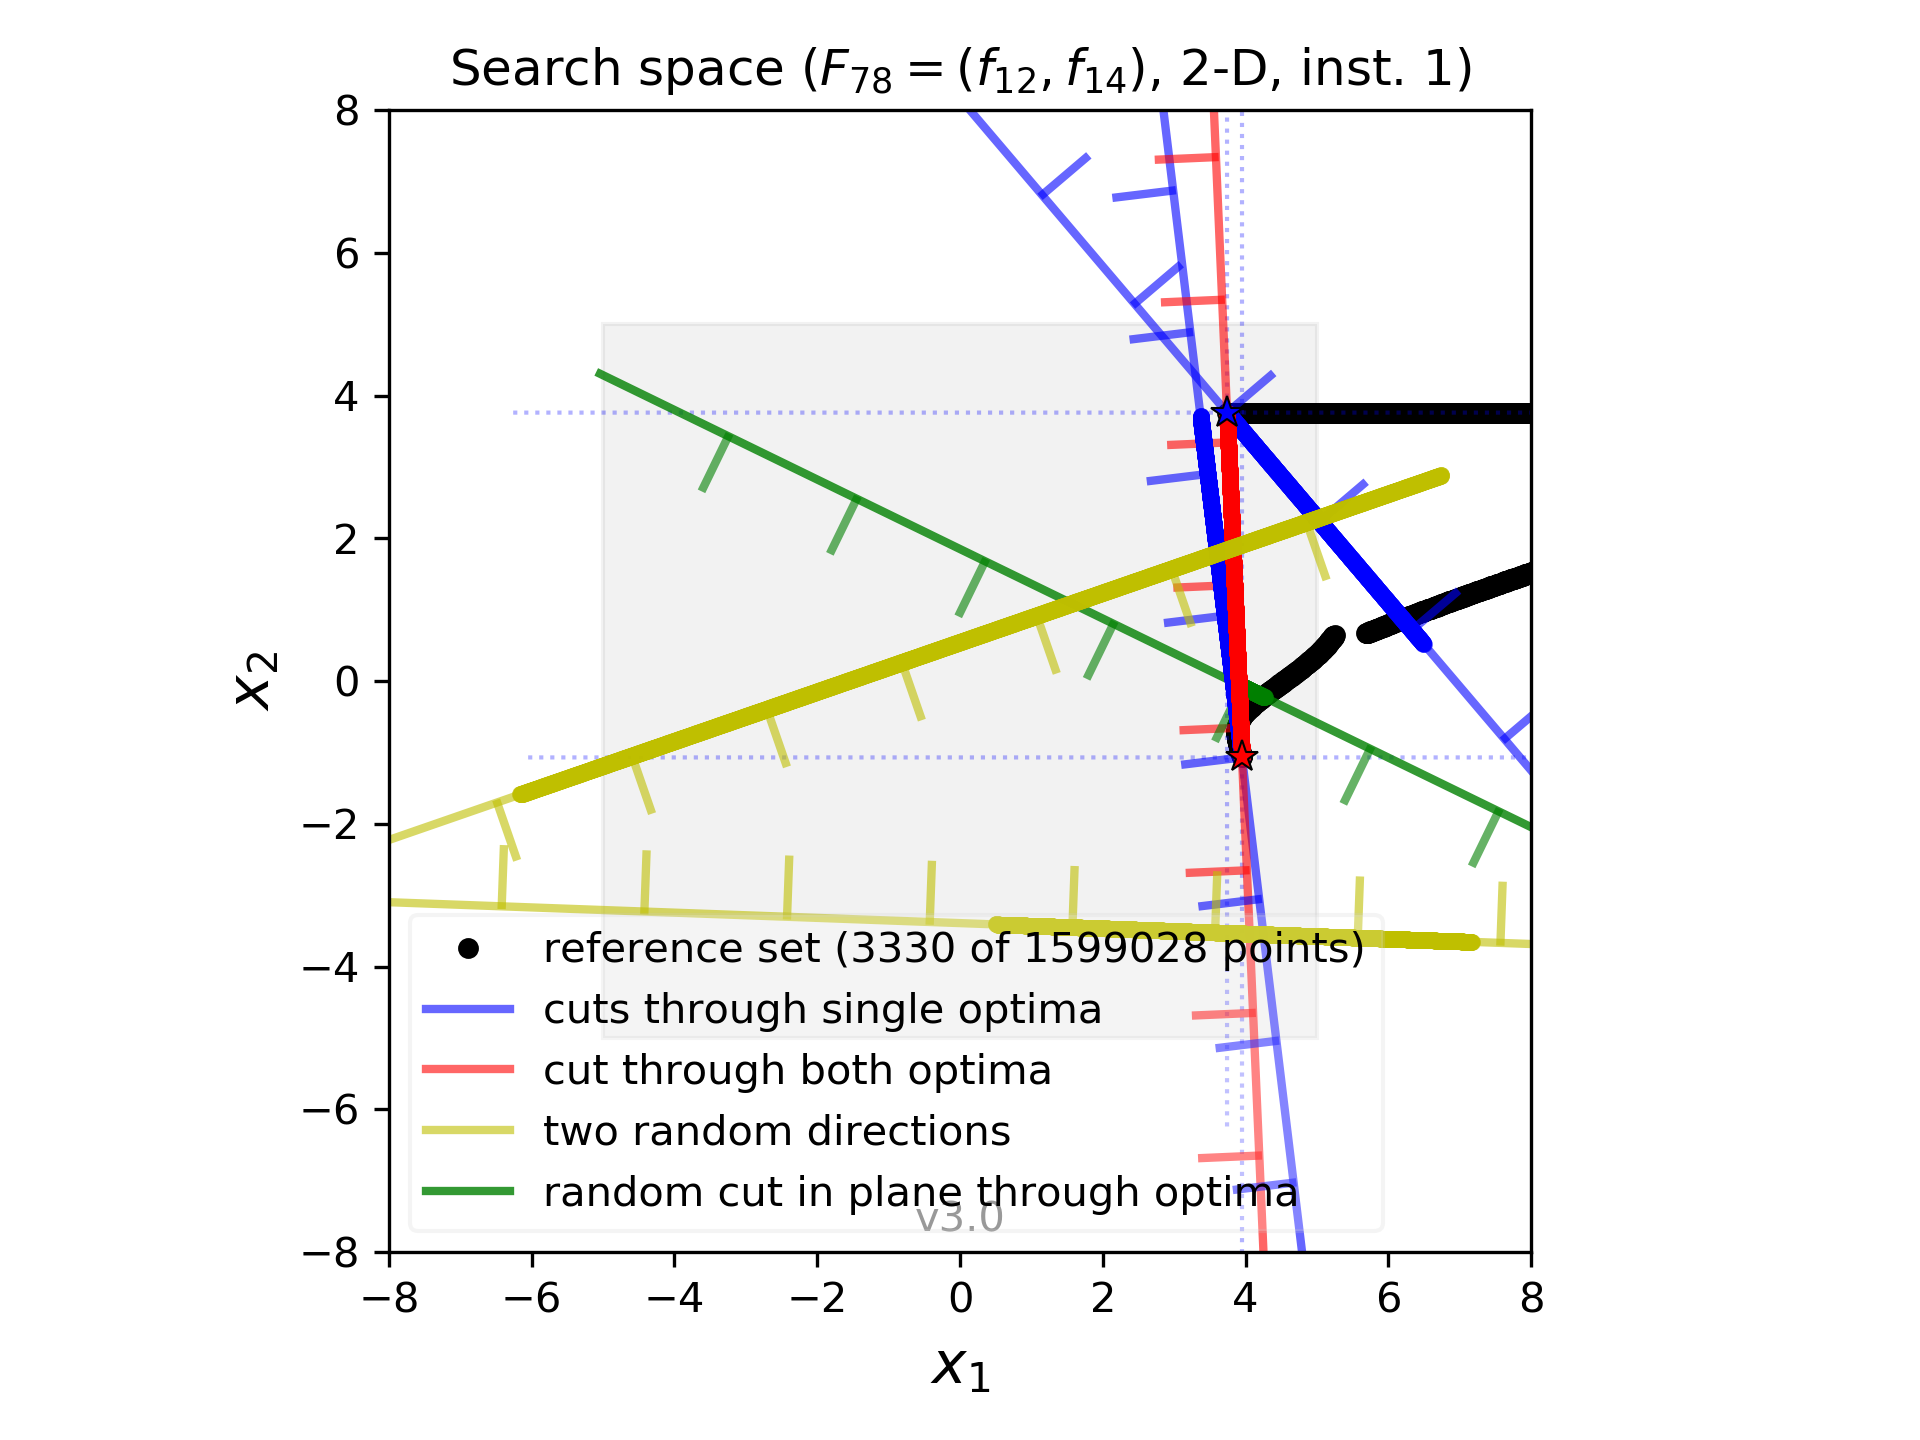 Search space (F78 = (f12, f14), 2-D, inst. 1)
8
6
4
2
0
−2
−4
−6
−8
x2
reference set (3330 of 1599028 points)
cuts through single optima
cut through both optima
two random directions
random cut in plane through optima
v3.0
−8 −6 −4 −2 0 2 4 6 8
x1